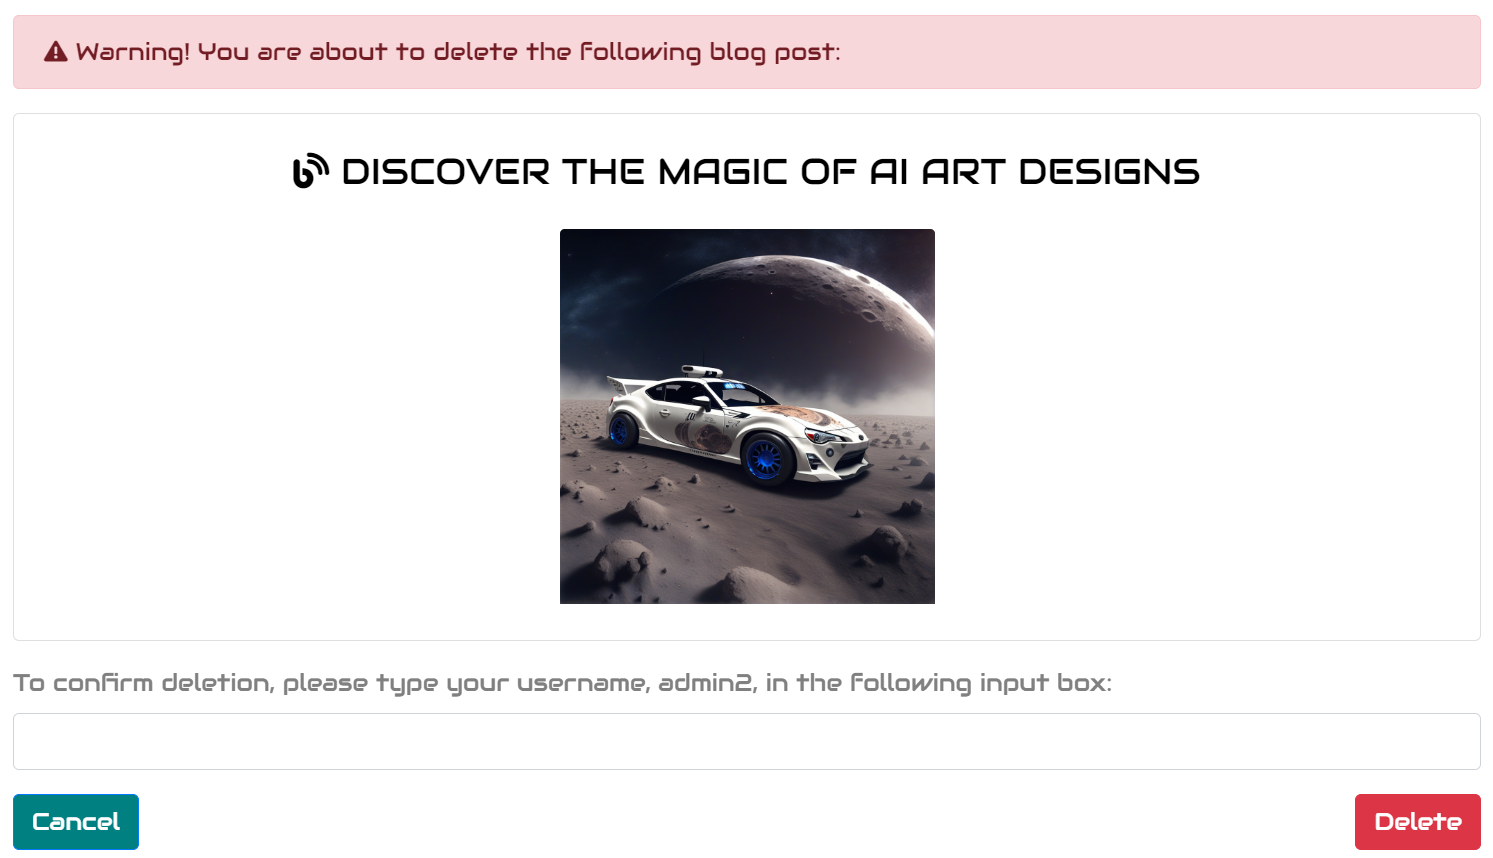 Warning! You are about to delete the following blog post:
DISCOVER THE MAGIC OF AI ART DESIGNS
To confirm deletion, please type your username, admin2, in the following input box:
Cancel
Delete